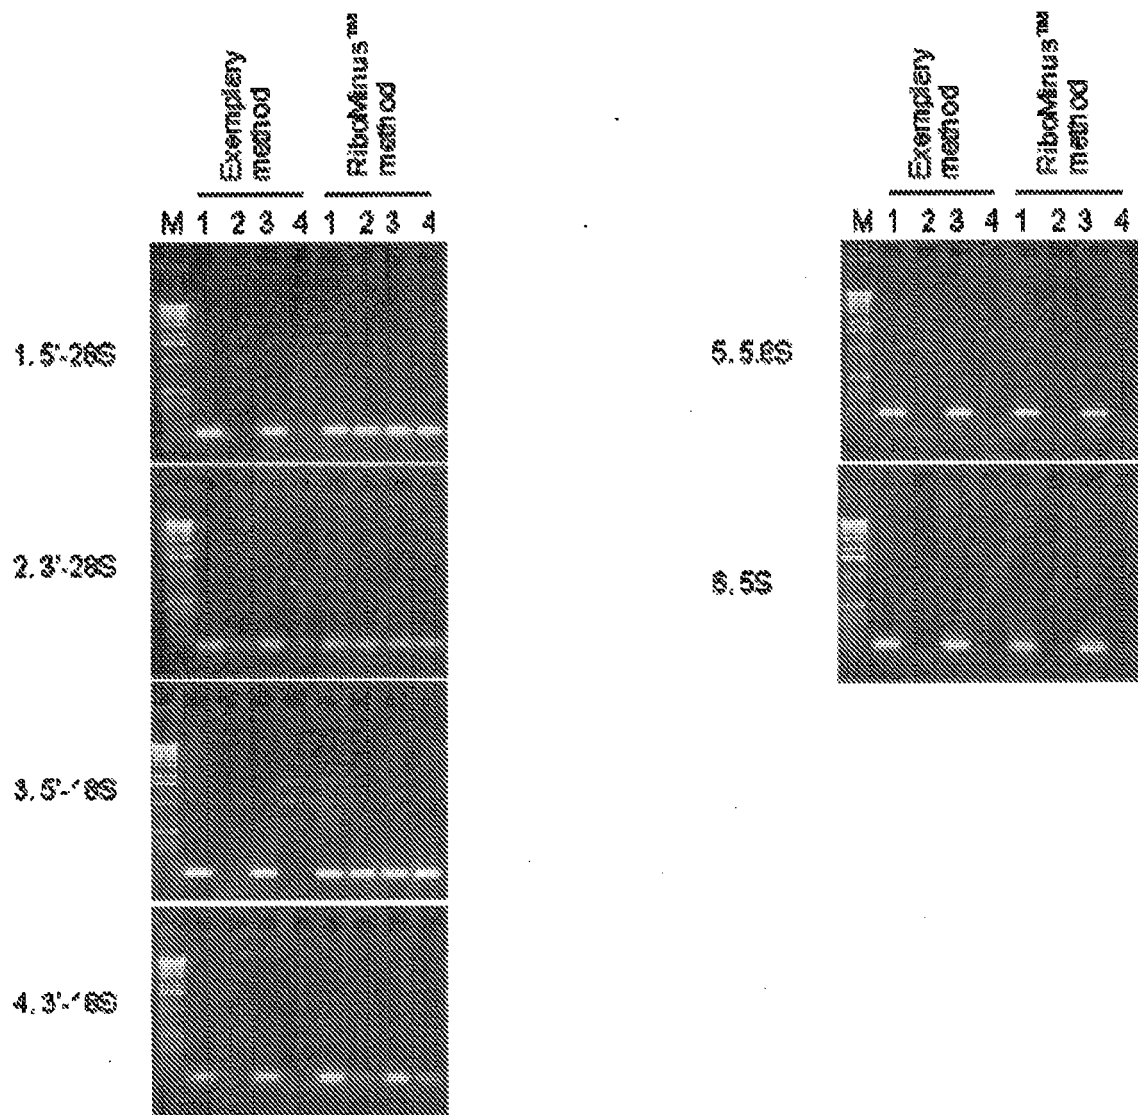 Exemplery
method
RiboMinus™
method
M 1 2 3 4 1 2 3 4
1. 5'-28S
2. 3'-28S
3. 5'-18S
4. 3'-18S
Exemplery
method
RiboMinus™
method
M 1 2 3 4 1 2 3 4
5. 5.8S
6. 5S